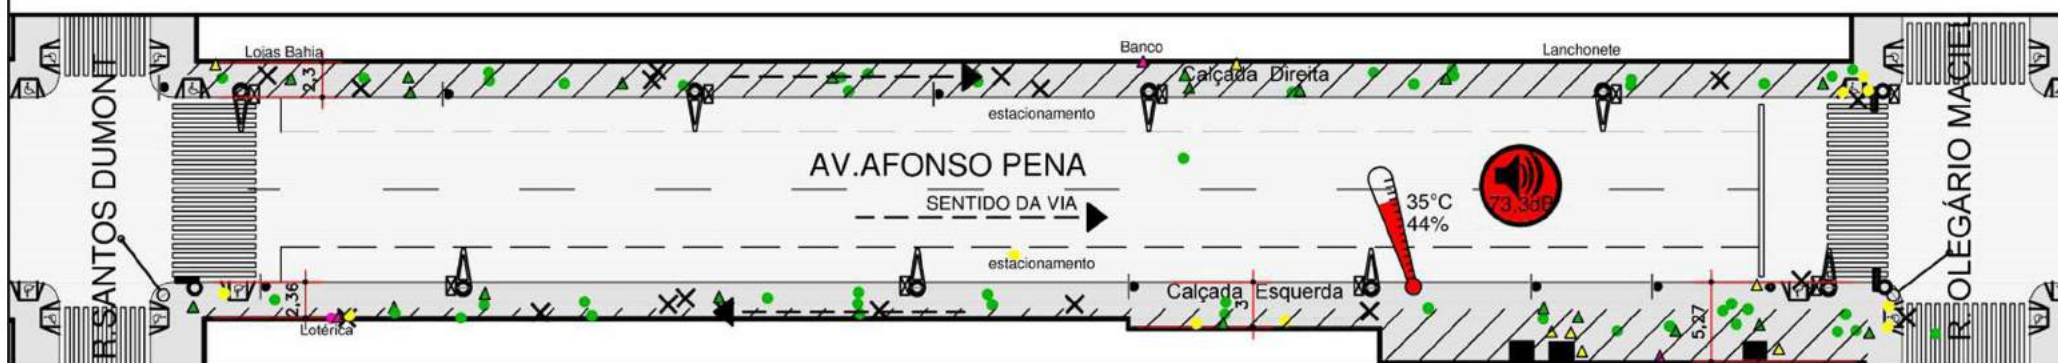 Lojas Bahia
Banco
Lanchonete
2,3
Calçada Direita
estacionamento
R.SANTOS DUMONT
AV.AFONSO PENA
SENTIDO DA VIA
35°C
44%
73,3dB
R. OLEGÁRIO MACIEL
estacionamento
2,36
Calçada Esquerda
3
5,27
Lotérica